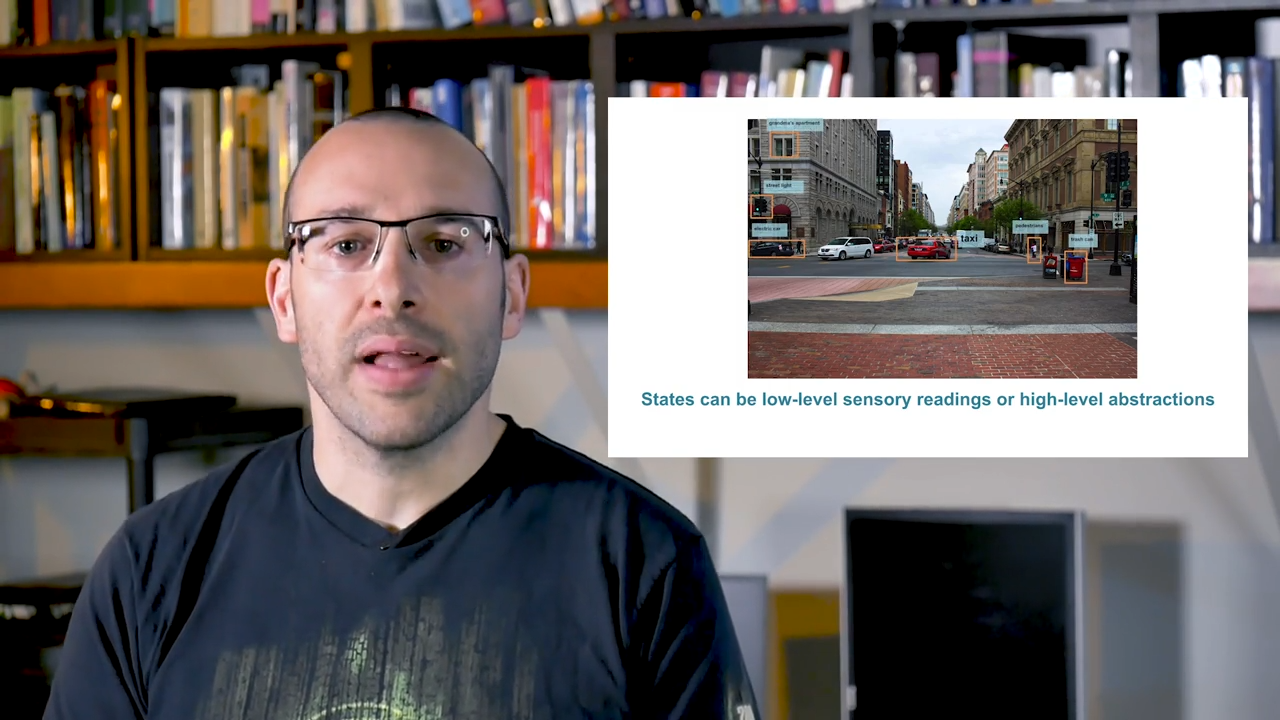 grandma's apartment
street light
electric car
taxi
pedestrians
trash can
States can be low-level sensory readings or high-level abstractions